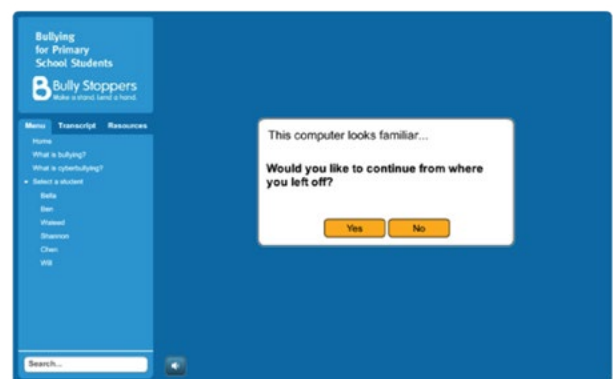 Bullying
for Primary
School Students
Bully Stoppers
Make a stand. Lend a hand.
Menu Transcript Resources
Home
What is bullying?
What is cyberbullying?
Select a student
Bella
Ben
Waleed
Shannon
Chen
Will
Search...
This computer looks familiar...
Would you like to continue from where
you left off?
Yes No